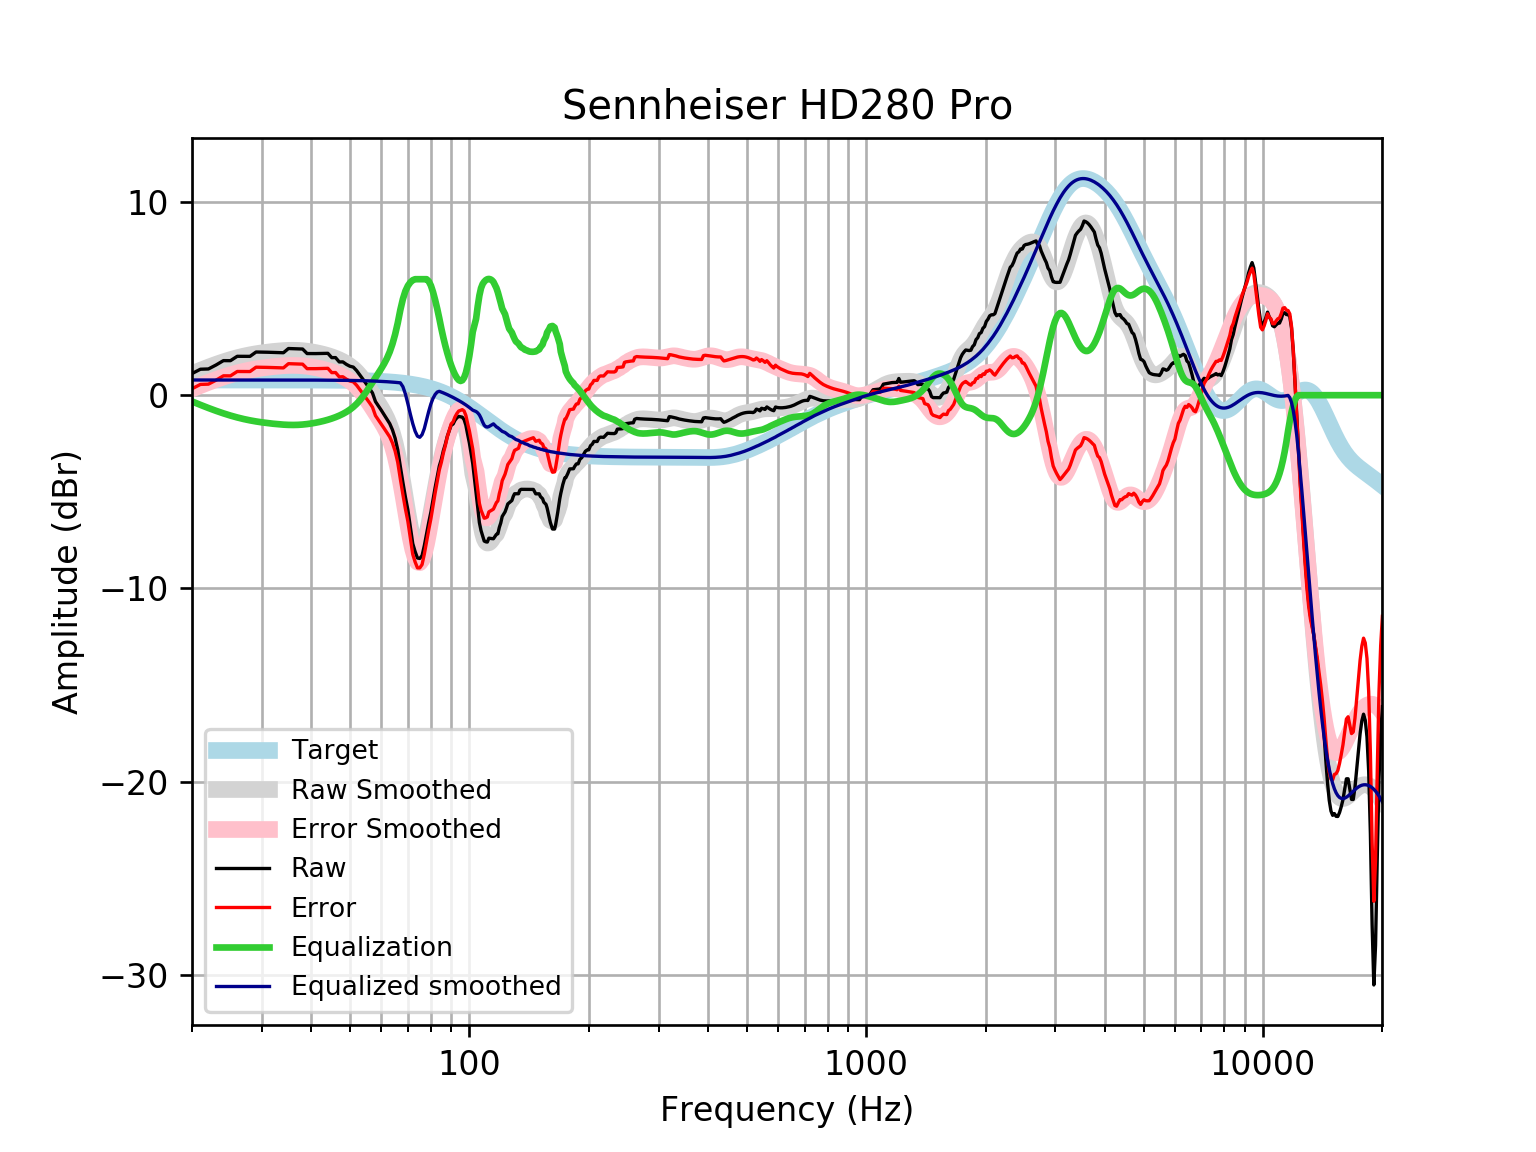 Sennheiser HD280 Pro
Amplitude (dBr)
10
0
−10
−20
−30
Target
Raw Smoothed
Error Smoothed
Raw
Error
Equalization
Equalized smoothed
100
1000
10000
Frequency (Hz)